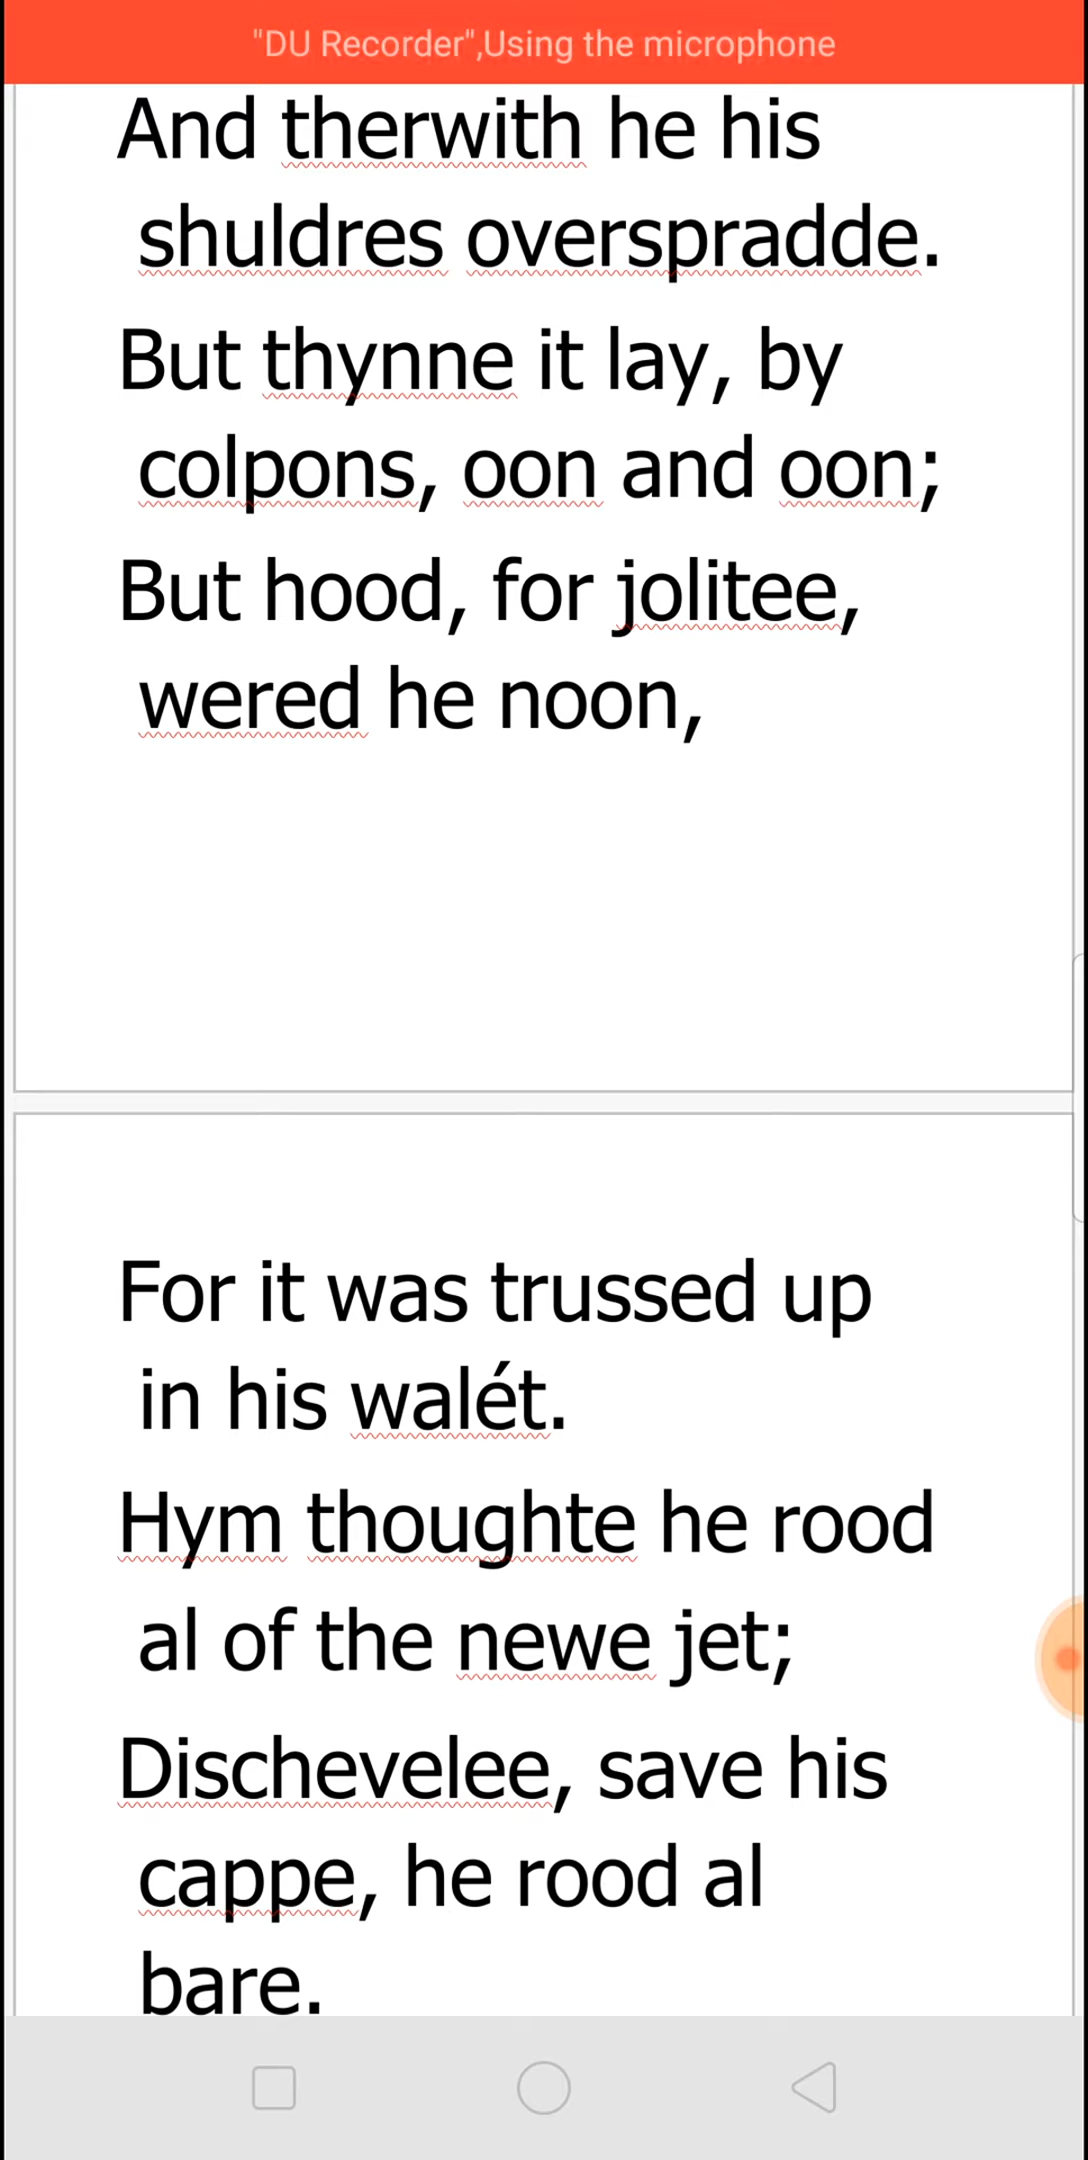 "DU Recorder",Using the microphone
And therwith he his
shuldres overspradde.
But thynne it lay, by
colpons, oon and oon;
But hood, for jolitee,
wered he noon,
For it was trussed up
in his walét.
Hym thoughte he rood
al of the newe jet;
Dischevelee, save his
cappe, he rood al
bare.